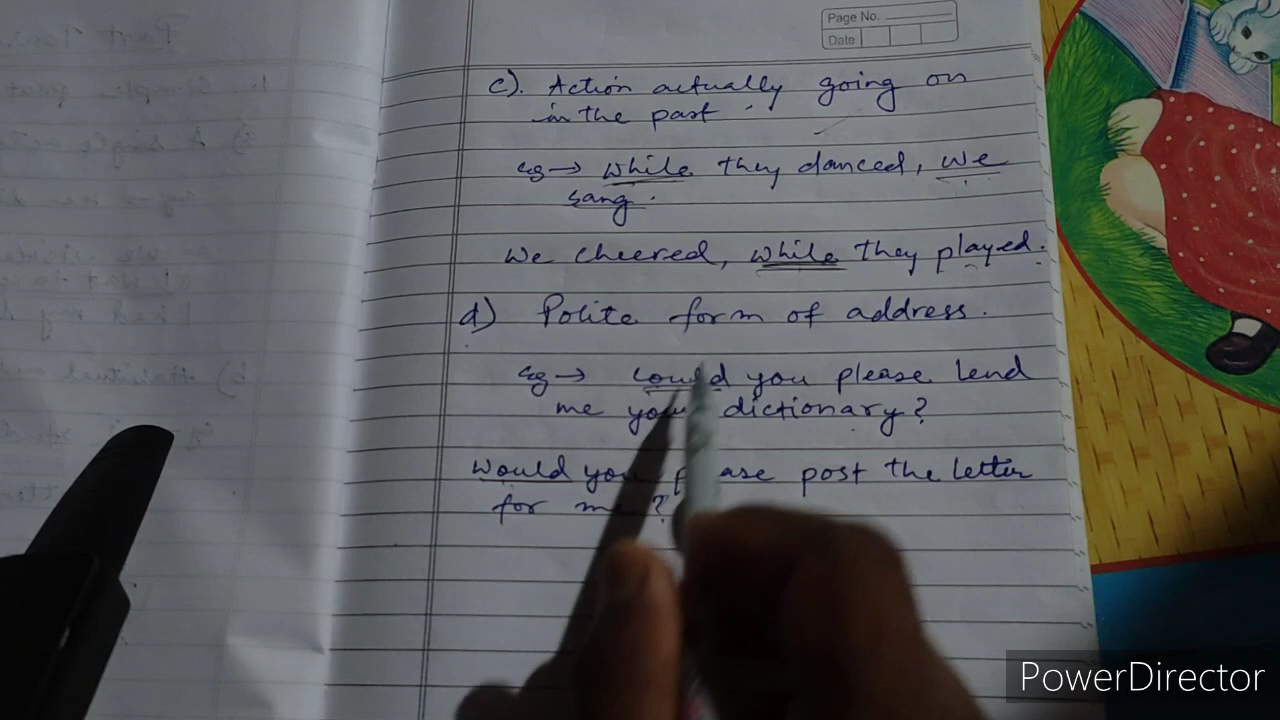 Page No.
Date
c). Action actually going on
in the past.
eg → while they danced, we
sang.
We cheered, while they played.
d) Polite form of address.
eg → Could you please lend
me your dictionary?
Would you please post the letter
for me?
PowerDirector